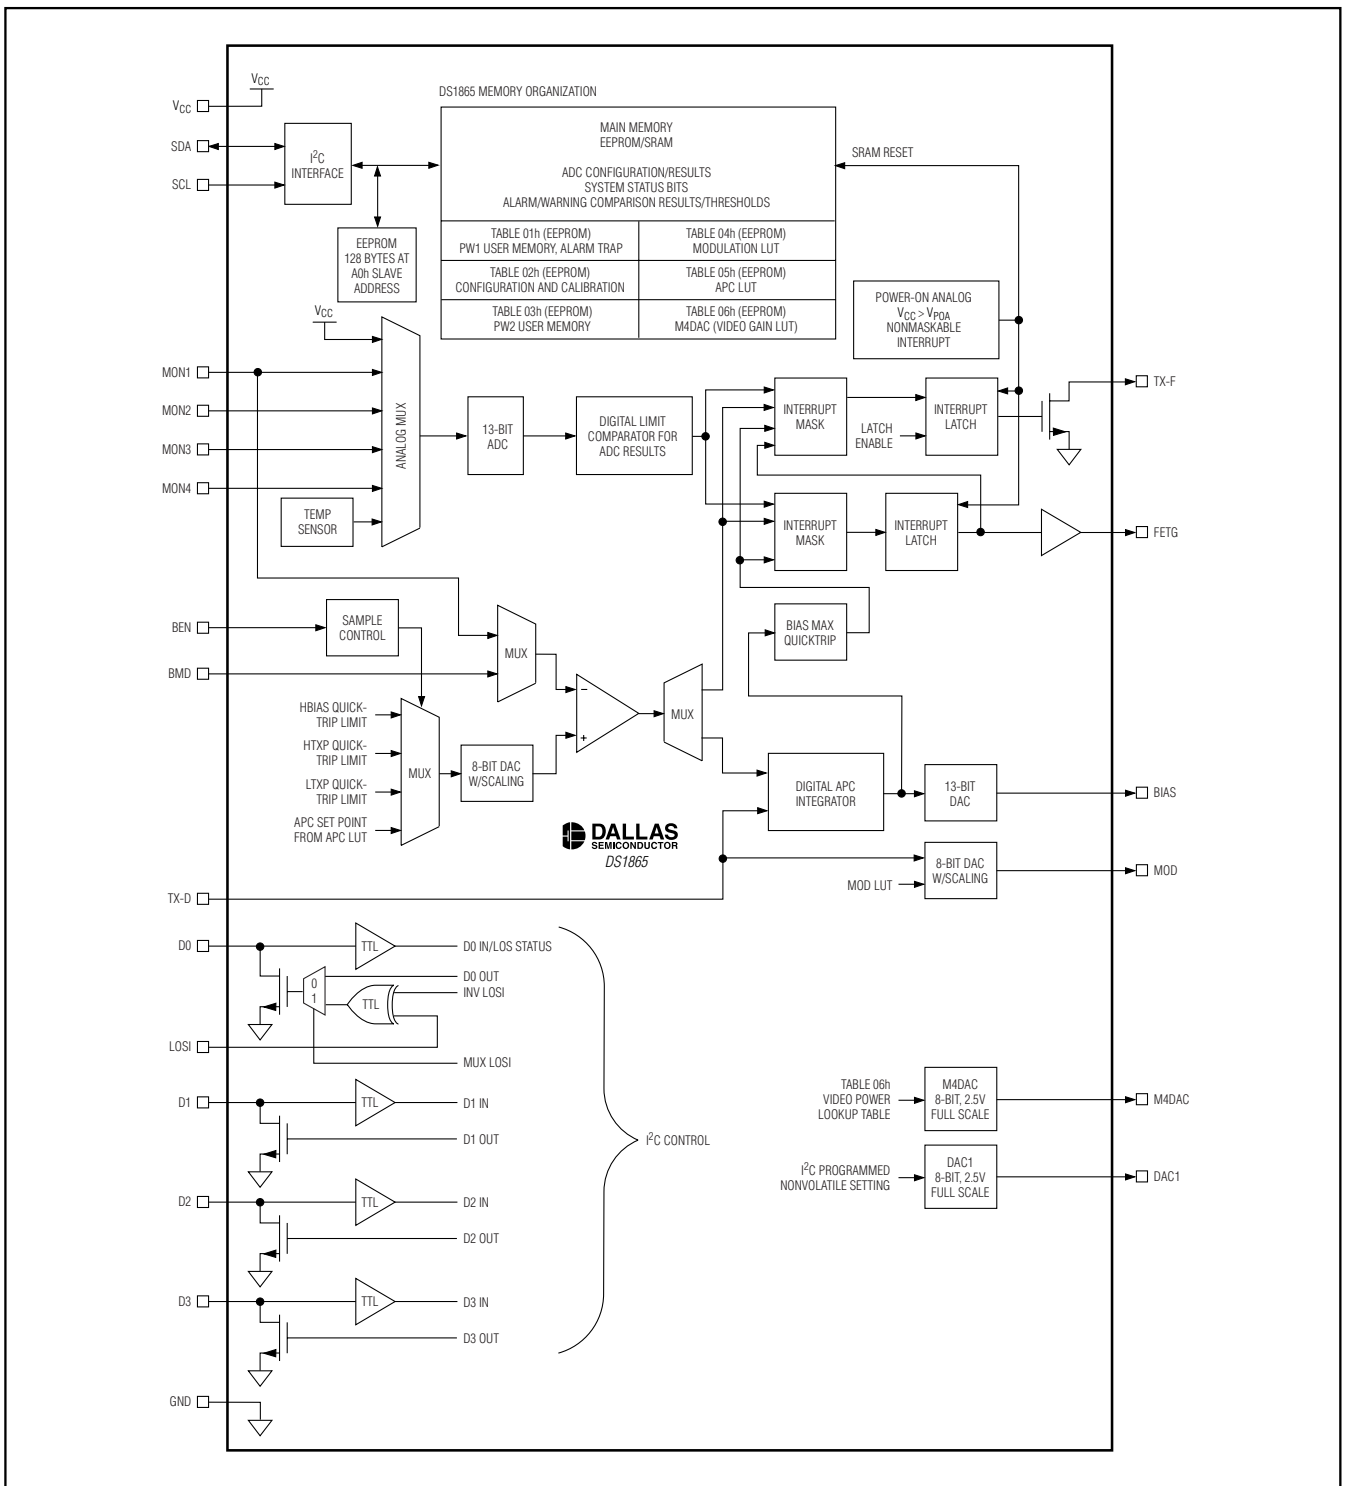 VCC
VCC
DS1865 MEMORY ORGANIZATION
MAIN MEMORY
EEPROM/SRAM
ADC CONFIGURATION/RESULTS
SYSTEM STATUS BITS
ALARM/WARNING COMPARISON RESULTS/THRESHOLDS
TABLE 01h (EEPROM)
PW1 USER MEMORY, ALARM TRAP
TABLE 04h (EEPROM)
MODULATION LUT
TABLE 02h (EEPROM)
CONFIGURATION AND CALIBRATION
TABLE 05h (EEPROM)
APC LUT
TABLE 03h (EEPROM)
PW2 USER MEMORY
TABLE 06h (EEPROM)
M4DAC (VIDEO GAIN LUT)
SRAM RESET
SDA
SCL
I2C
INTERFACE
EEPROM
128 BYTES AT
A0h SLAVE
ADDRESS
POWER-ON ANALOG
VCC > VPOA
NONMASKABLE
INTERRUPT
VCC
MON1
MON2
MON3
MON4
TEMP
SENSOR
ANALOG MUX
13-BIT
ADC
DIGITAL LIMIT
COMPARATOR FOR
ADC RESULTS
INTERRUPT
MASK
LATCH
ENABLE
INTERRUPT
LATCH
TX-F
INTERRUPT
MASK
INTERRUPT
LATCH
FETG
BEN
SAMPLE
CONTROL
BMD
MUX
BIAS MAX
QUICKTRIP
HBIAS QUICK-
TRIP LIMIT
HTXP QUICK-
TRIP LIMIT
LTXP QUICK-
TRIP LIMIT
APC SET POINT
FROM APC LUT
MUX
8-BIT DAC
W/SCALING
−
+
MUX
DIGITAL APC
INTEGRATOR
13-BIT
DAC
BIAS
DALLAS
SEMICONDUCTOR
DS1865
8-BIT DAC
W/SCALING
MOD LUT
MOD
TX-D
D0
TTL
D0 IN/LOS STATUS
D0 OUT
INV LOSI
0
1
TTL
LOSI
MUX LOSI
D1
TTL
D1 IN
D1 OUT
I2C CONTROL
D2
TTL
D2 IN
D2 OUT
D3
TTL
D3 IN
D3 OUT
GND
TABLE 06h
VIDEO POWER
LOOKUP TABLE
M4DAC
8-BIT, 2.5V
FULL SCALE
M4DAC
I2C PROGRAMMED
NONVOLATILE SETTING
DAC1
8-BIT, 2.5V
FULL SCALE
DAC1